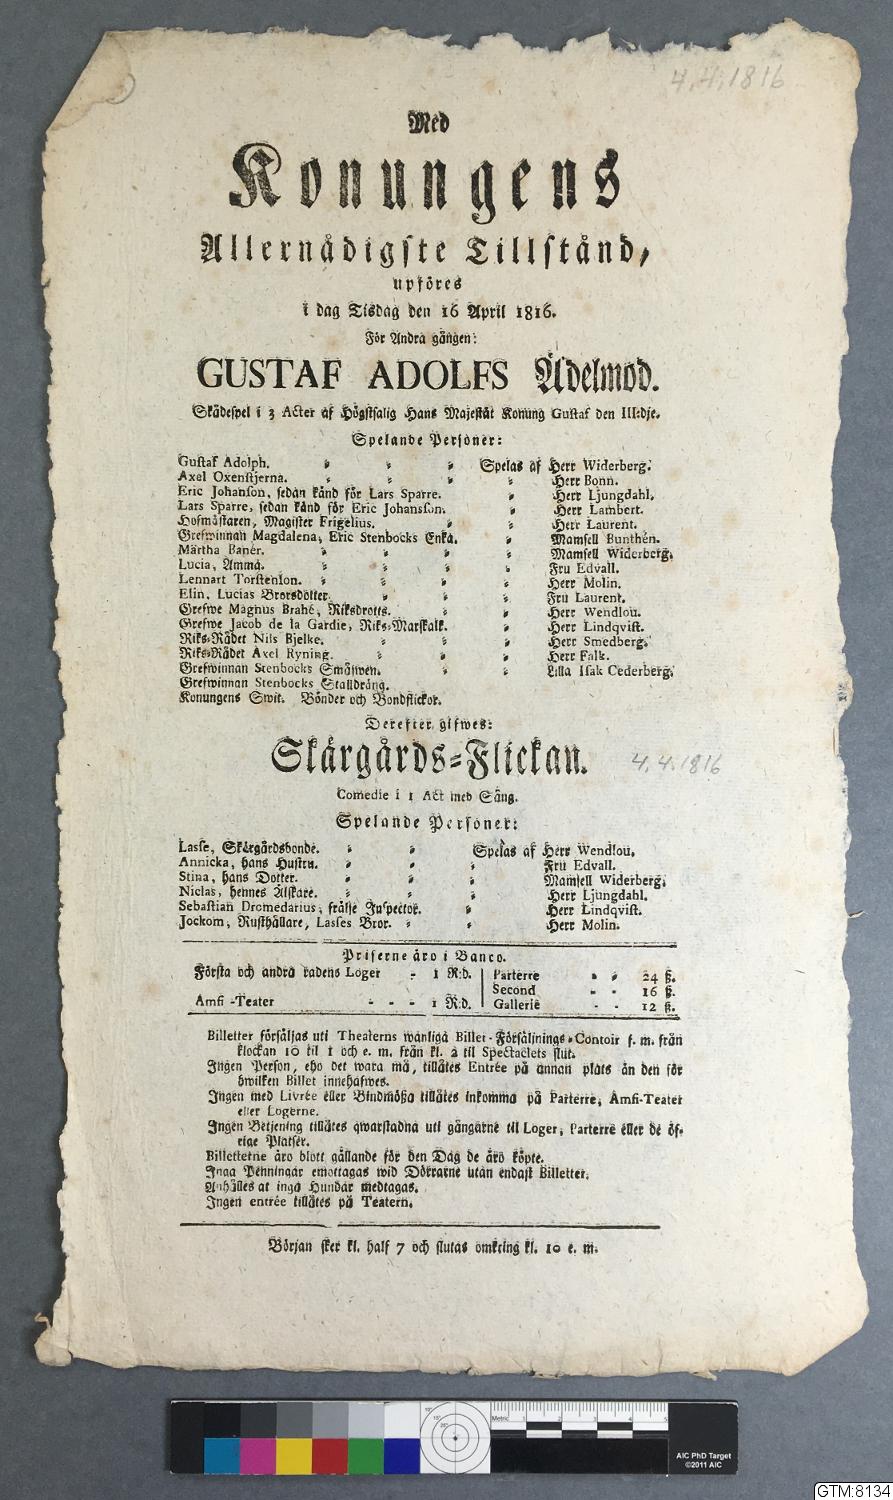 4.4.1816
Med
Konungens
Allernådigste Tillstånd,
upföres
i dag Tisdag den 16 April 1816.
För Andra gången:
GUSTAF ADOLFS Ädelmod.
Skådespel i 3 Acter af Högstsalig Hans Majestät Konung Gustaf den III:dje.
Spelande Personer:
Gustaf Adolph. Spelas af Herr Widerberg.
Axel Oxenstjerna. Herr Bonn.
Eric Johanson, sedan känd för Lars Sparre. Herr Ljungdahl.
Lars Sparre, sedan känd för Eric Johansson. Herr Lambert.
Hofmästaren, Magister Frigelius. Herr Laurent.
Grefwinnan Magdalena, Eric Stenbocks Enka. Mamsell Bunthén.
Märtha Banér. Mamsell Widerberg.
Lucia, Amma. Fru Edvall.
Lennart Torstenson. Herr Molin.
Elin, Lucias Brorsdotter. Fru Laurent.
Grefwe Magnus Brahé, Riksdrotts. Herr Wendlou.
Grefwe Jacob de la Gardie, Riks-Marskalk. Herr Lindqvist.
Riks-Rådet Nils Bjelke. Herr Smedberg.
Riks-Rådet Axel Ryning. Herr Falk.
Grefwinnan Stenbocks Småswen. Lilla Isak Cederberg.
Grefwinnan Stenbocks Stalldräng.
Konungens Swit. Bönder och Bondflickor.
Derefter gifwes:
Skärgårds-Flickan.
4.4.1816
Comedie i 1 Act med Sång.
Spelande Personer:
Lasse, Skärgårdsbonde. Spelas af Herr Wendlou.
Annicka, hans Hustru. Fru Edvall.
Stina, hans Dotter. Mamsell Widerberg.
Niclas, hennes Älskare. Herr Ljungdahl.
Sebastian Dromedarius, frälse Inspector. Herr Lindqvist.
Jockom, Rusthållare, Lasses Bror. Herr Molin.
Priserne äro i Banco.
Första och andra radens Loger - 1 R:d. Parterre 24 ß.
Second - - 16 ß.
Amfi-Teater - - - 1 R:d. Gallerie - - 12 ß.
Billetter försäljas uti Theaterns wanliga Billet-Försäljnings-Contoir f. m. från
klockan 10 til 1 och e. m. från kl. 2 til Spectaclets slut.
Ingen Person, eho det wara må, tillåtes Entrée på annan plats än den för
hwilken Billet innehafwes.
Ingen med Livrée eller Bindmößa tillåtes inkomma på Parterre, Amfi-Teater
eller Logerne.
Ingen Betjening tillåtes qwarstadna uti gångarne til Loger, Parterre eller de öf-
rige Platser.
Billetterne äro blott gällande för den Dag de äro köpte.
Inga Penningar emottagas wid Dörrarne utan endast Billetter.
Anhålles at inga Hundar medtagas.
Ingen entrée tillåtes på Teatern.
Början sker kl. half 7 och slutas omkring kl. 10 e. m.
Metric 1 2 3 4 5
AIC PhD Target
©2011 AIC
GTM:8134